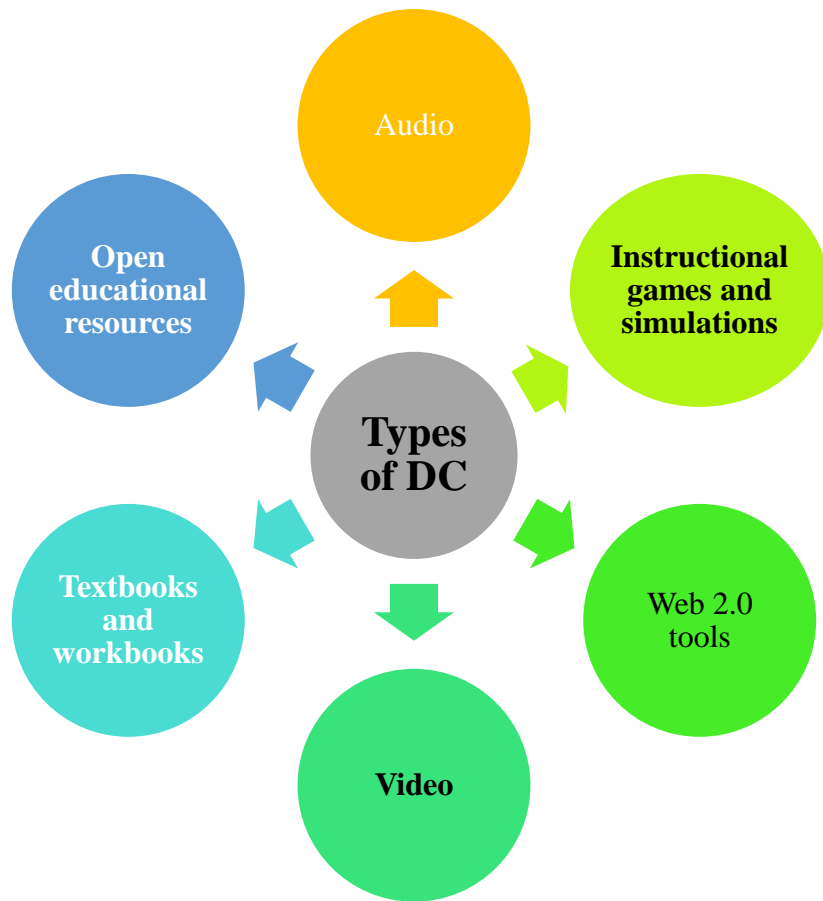 Audio
Open
educational
resources
Instructional
games and
simulations
Types
of DC
Textbooks
and
workbooks
Web 2.0
tools
Video